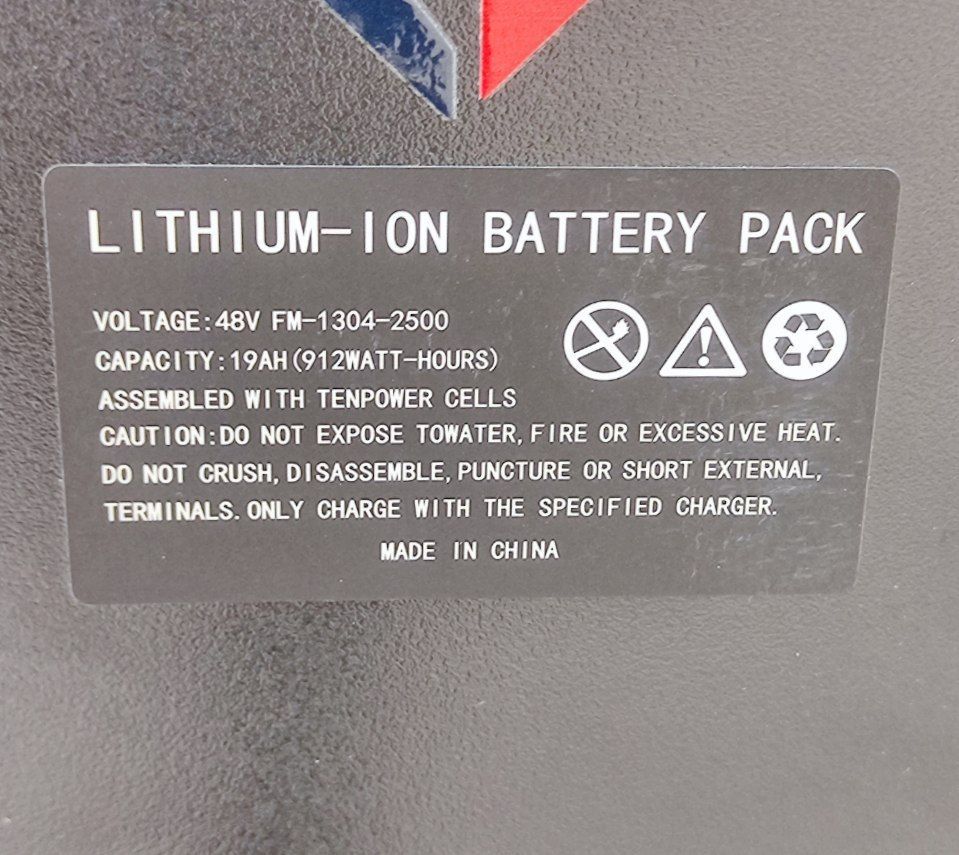 LITHIUM-ION BATTERY PACK
VOLTAGE:48V FM-1304-2500
CAPACITY:19AH(912WATT-HOURS)
ASSEMBLED WITH TENPOWER CELLS
CAUTION:DO NOT EXPOSE TOWATER,FIRE OR EXCESSIVE HEAT.
DO NOT CRUSH,DISASSEMBLE,PUNCTURE OR SHORT EXTERNAL,
TERMINALS.ONLY CHARGE WITH THE SPECIFIED CHARGER.
MADE IN CHINA